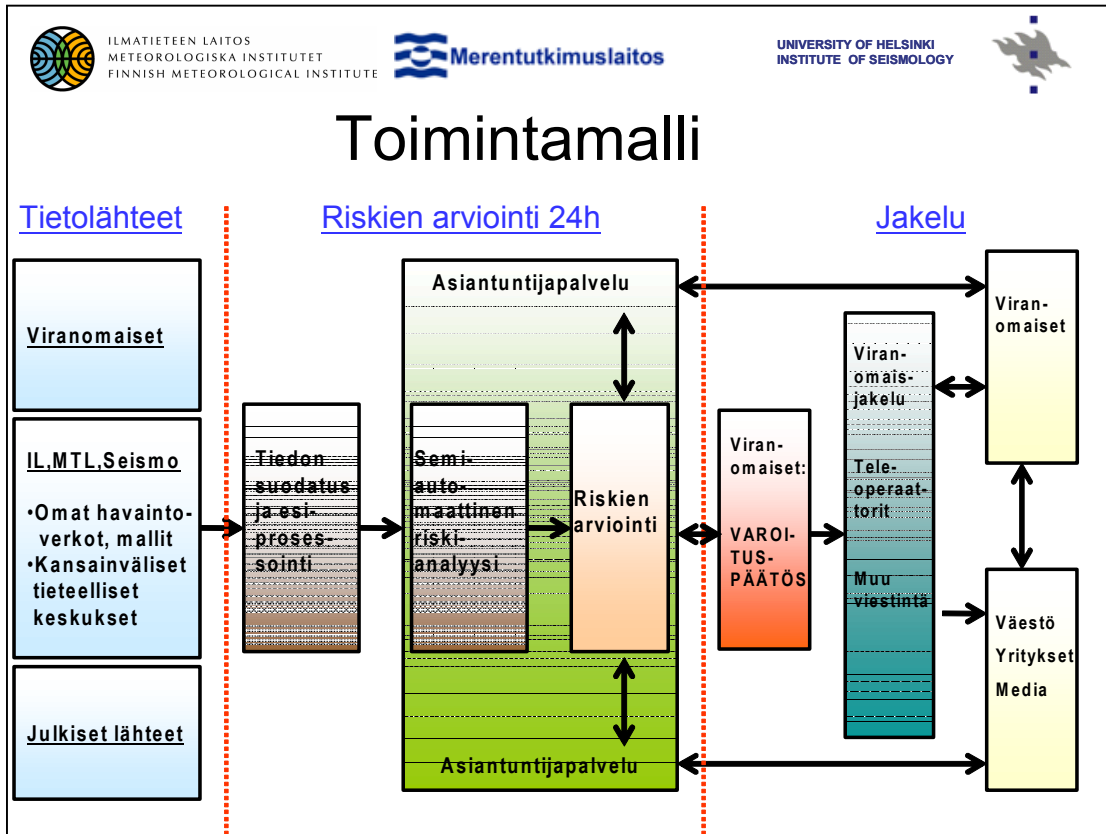 ILMATIETEEN LAITOS
METEOROLOGISKA INSTITUTET
FINNISH METEOROLOGICAL INSTITUTE
Merentutkimuslaitos
UNIVERSITY OF HELSINKI
INSTITUTE OF SEISMOLOGY
Toimintamalli
Tietolähteet
Riskien arviointi 24h
Jakelu
Viranomaiset
IL,MTL,Seismo
•Omat havainto-
verkot, mallit
•Kansainväliset
tieteelliset
keskukset
Julkiset lähteet
Tiedon
suodatus
ja esi-
proses-
sointi
Asiantuntijapalvelu
Semi-
auto-
maattinen
riski-
analyysi
Riskien
arviointi
Asiantuntijapalvelu
Viran-
omaiset:
VAROI-
TUS-
PÄÄTÖS
Viran-
omais-
jakelu
Tele-
operaat-
torit
Muu
viestintä
Viran-
omaiset
Väestö
Yritykset
Media